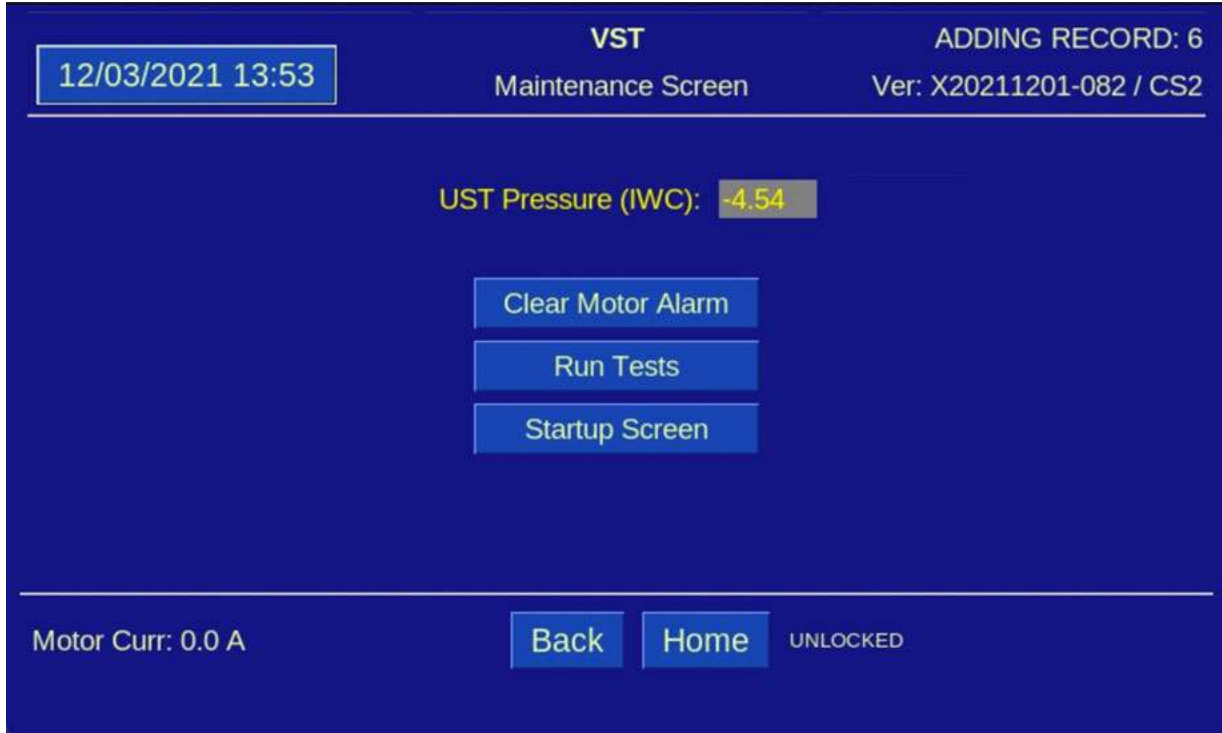 12/03/2021 13:53
VST
Maintenance Screen
ADDING RECORD: 6
Ver: X20211201-082 / CS2
UST Pressure (IWC): -4.54
Clear Motor Alarm
Run Tests
Startup Screen
Motor Curr: 0.0 A
Back
Home
UNLOCKED